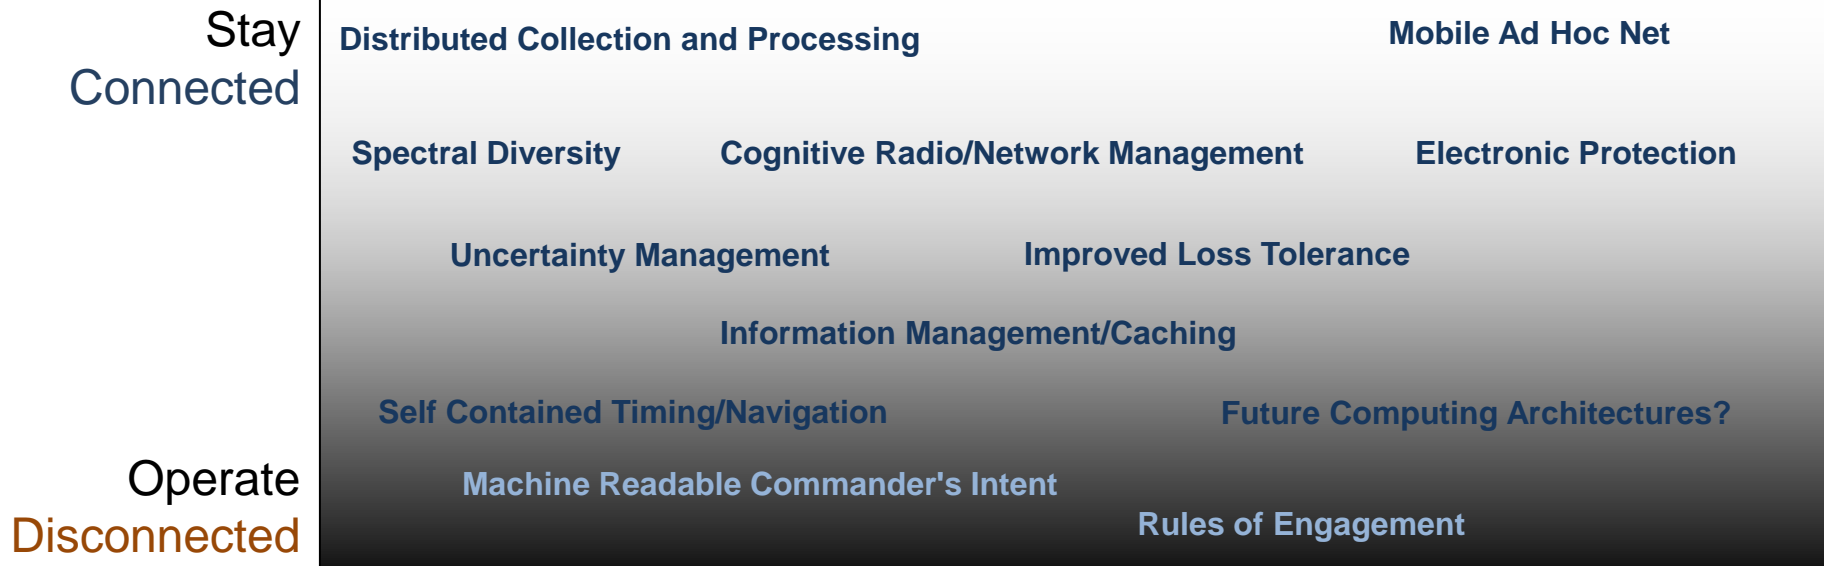 Stay
Connected
Distributed Collection and Processing
Mobile Ad Hoc Net
Spectral Diversity
Cognitive Radio/Network Management
Electronic Protection
Uncertainty Management
Improved Loss Tolerance
Information Management/Caching
Self Contained Timing/Navigation
Future Computing Architectures?
Operate
Disconnected
Machine Readable Commander's Intent
Rules of Engagement